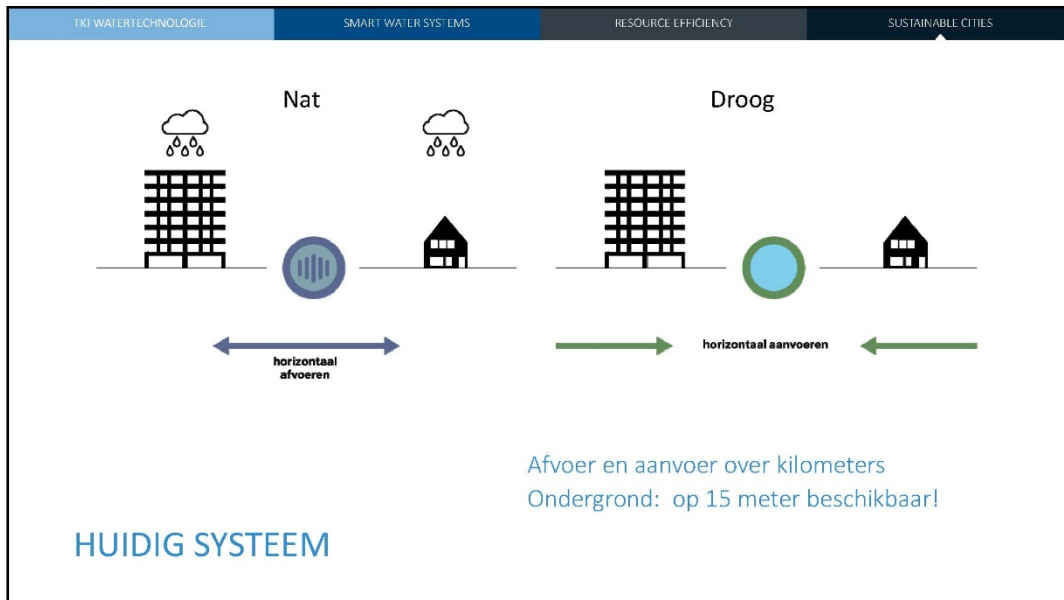 TKI WATERTECHNOLOGIE
SMART WATER SYSTEMS
RESOURCE EFFICIENCY
SUSTAINABLE CITIES
Nat
Droog
horizontaal
afvoeren
horizontaal aanvoeren
Afvoer en aanvoer over kilometers
Ondergrond: op 15 meter beschikbaar!
HUIDIG SYSTEEM